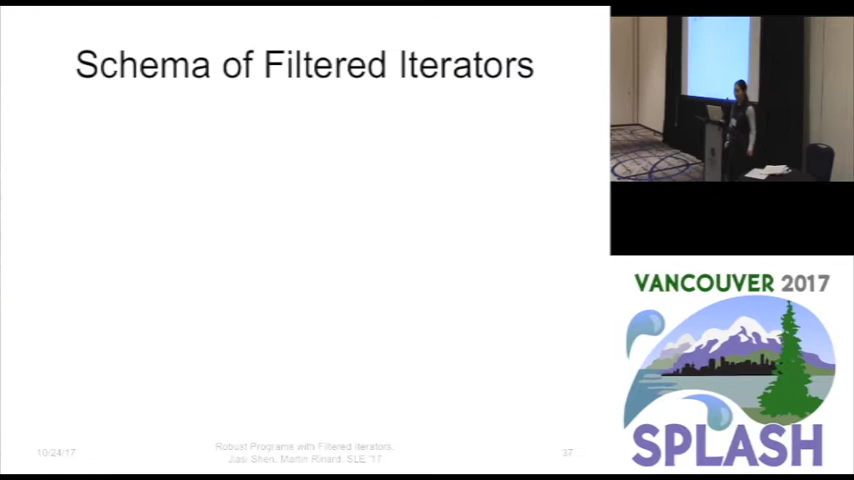 Schema of Filtered Iterators
10/24/17
Robust Programs with Filtered Iterators,
Jiasi Shen, Martin Rinard, SLE '17
37
VANCOUVER 2017
SPLASH